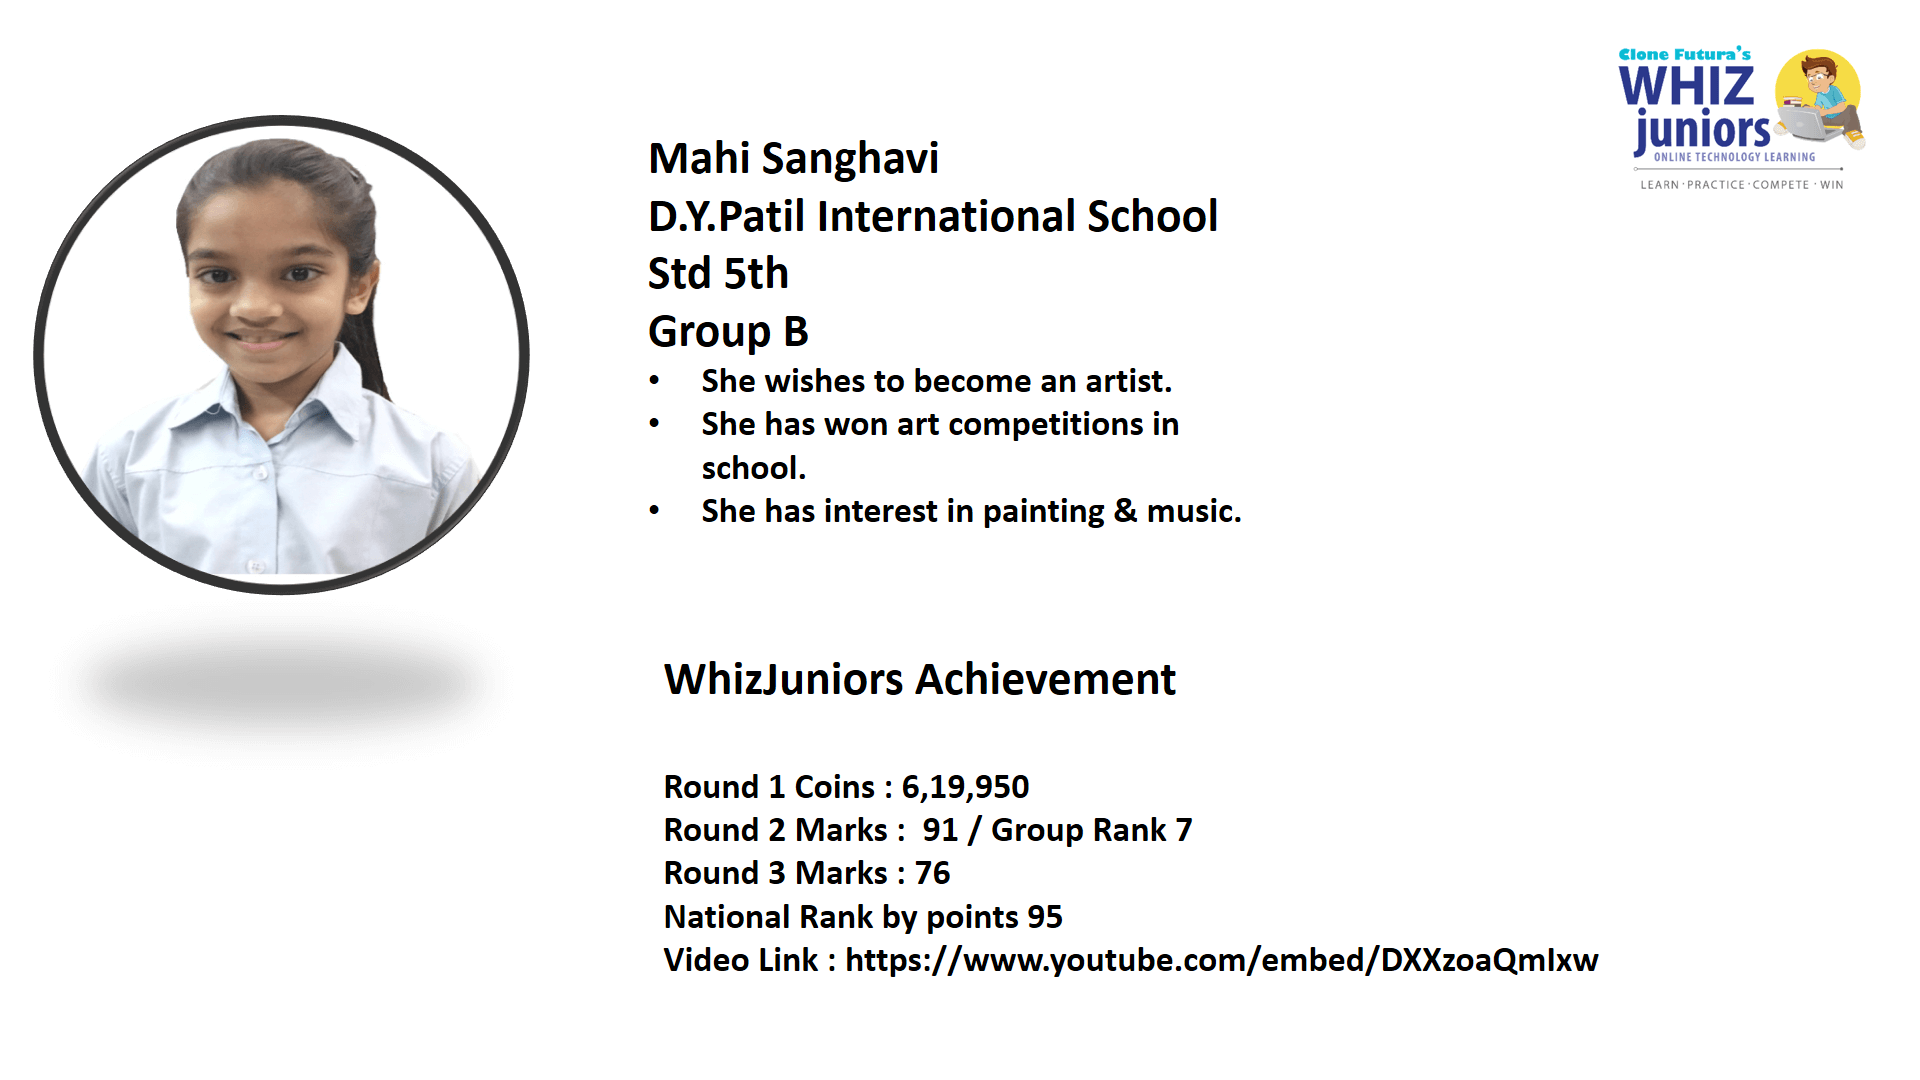 Clone Futura's
WHIZ
juniors
ONLINE TECHNOLOGY LEARNING
LEARN · PRACTICE · COMPETE · WIN
Mahi Sanghavi
D.Y.Patil International School
Std 5th
Group B
• She wishes to become an artist.
• She has won art competitions in
school.
• She has interest in painting & music.
WhizJuniors Achievement
Round 1 Coins : 6,19,950
Round 2 Marks :  91 / Group Rank 7
Round 3 Marks : 76
National Rank by points 95
Video Link : https://www.youtube.com/embed/DXXzoaQmIxw